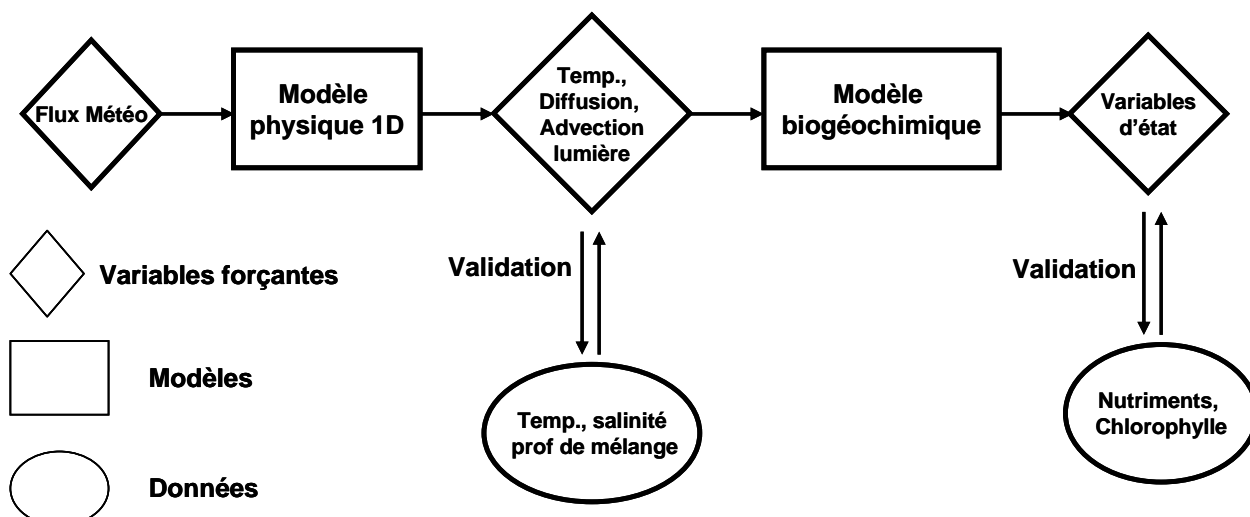 Flux Météo
Modèle
physique 1D
Temp.,
Diffusion,
Advection
lumière
Modèle
biogéochimique
Variables
d'état
Variables forçantes
Validation
Validation
Modèles
Temp., salinité
prof de mélange
Nutriments,
Chlorophylle
Données